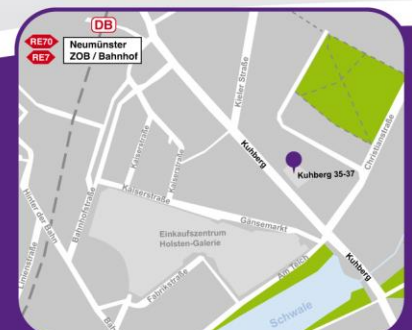 DB
RE70
RE7
Neumünster
ZOB / Bahnhof
Kieler Straße
Kuhberg
Christianstraße
Kuhberg 35-37
Kaiserstraße
Kaiserstraße
Kaiserstraße
Hinter der Bahn
Bahnhofstraße
Linienstraße
Gänsemarkt
Einkaufszentrum
Holsten-Galerie
Am Teich
Kuhberg
Fabrikstraße
Schwale